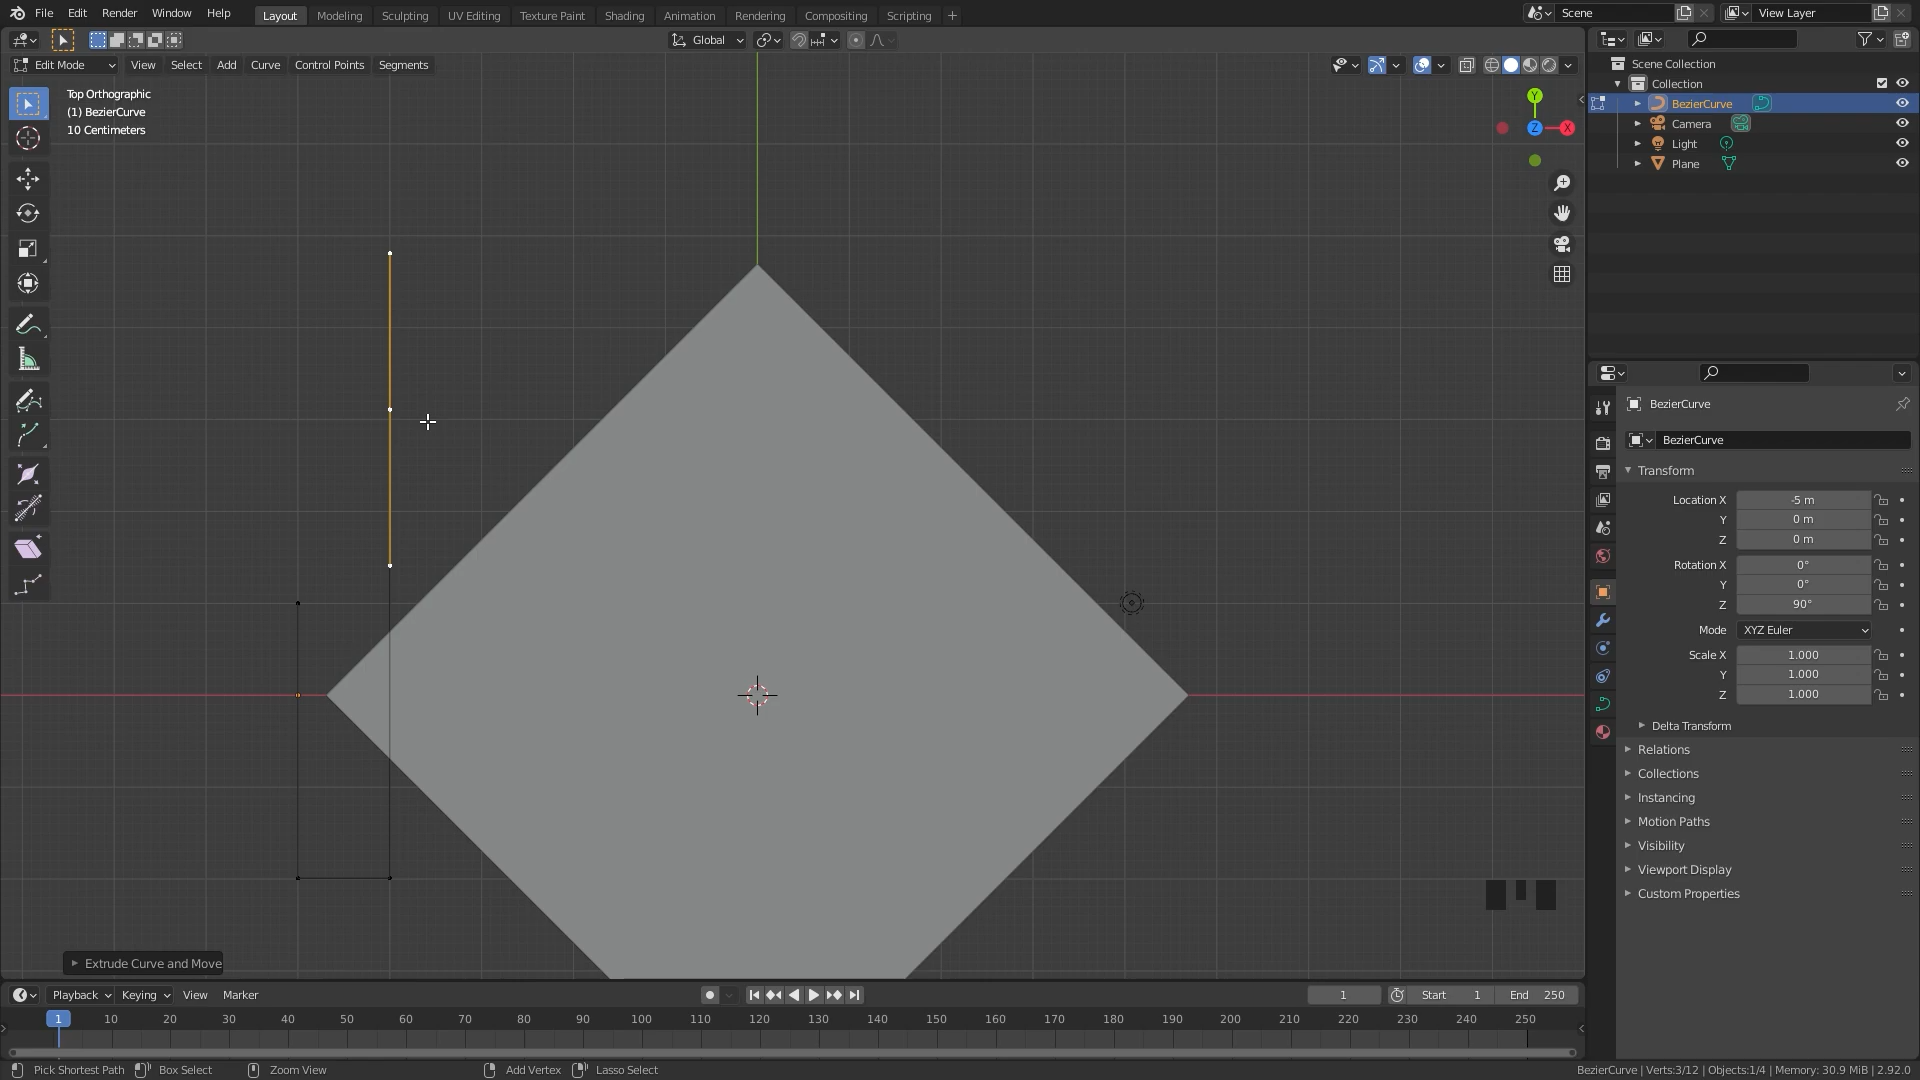 File Edit Render Window Help Layout Modeling Sculpting UV Editing Texture Paint Shading Animation Rendering Compositing Scripting + Scene View Layer
Global
Edit Mode View Select Add Curve Control Points Segments
Top Orthographic
(1) BezierCurve
10 Centimeters
Y
Z
X
Extrude Curve and Move
Scene Collection
Collection
BezierCurve
Camera
Light
Plane
BezierCurve
BezierCurve
Transform
Location X -5 m
Y 0 m
Z 0 m
Rotation X 0°
Y 0°
Z 90°
Mode XYZ Euler
Scale X 1.000
Y 1.000
Z 1.000
Delta Transform
Relations
Collections
Instancing
Motion Paths
Visibility
Viewport Display
Custom Properties
Playback Keying View Marker 1 Start 1 End 250
1 10 20 30 40 50 60 70 80 90 100 110 120 130 140 150 160 170 180 190 200 210 220 230 240 250
Pick Shortest Path Box Select Zoom View Add Vertex Lasso Select BezierCurve | Verts:3/12 | Objects:1/4 | Memory: 30.9 MiB | 2.92.0